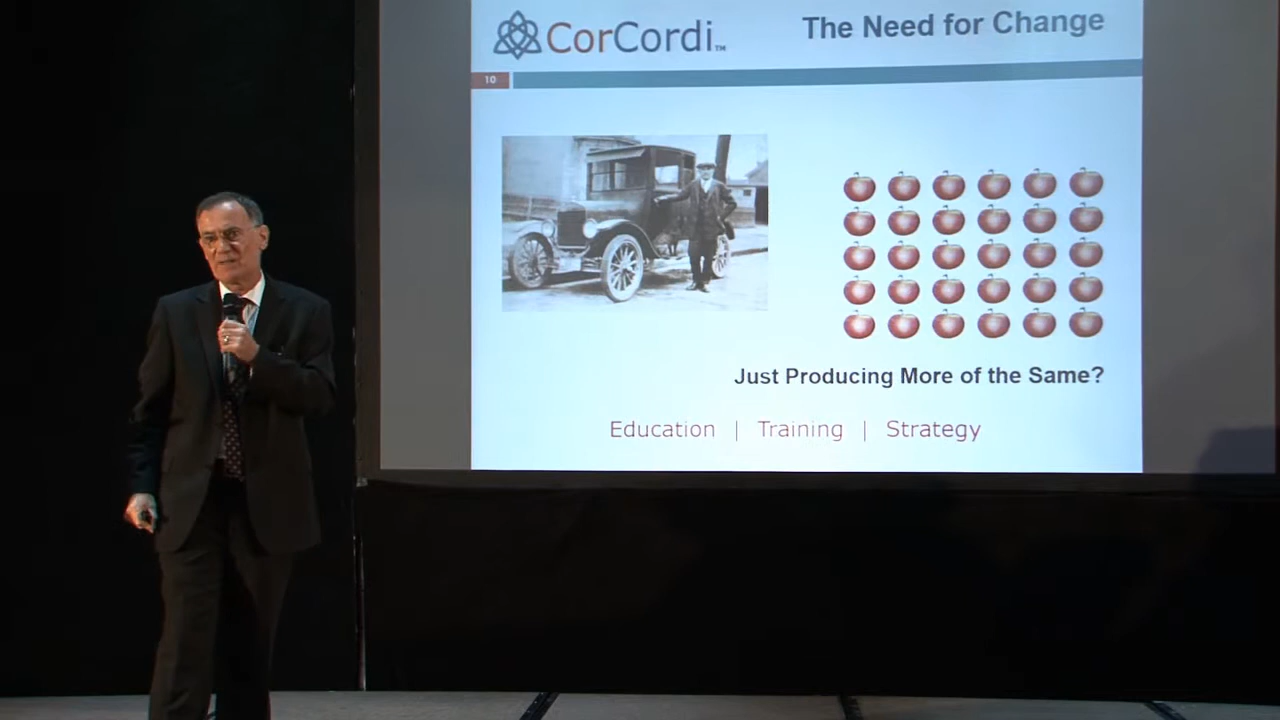 CorCordi™
The Need for Change
10
Just Producing More of the Same?
Education | Training | Strategy